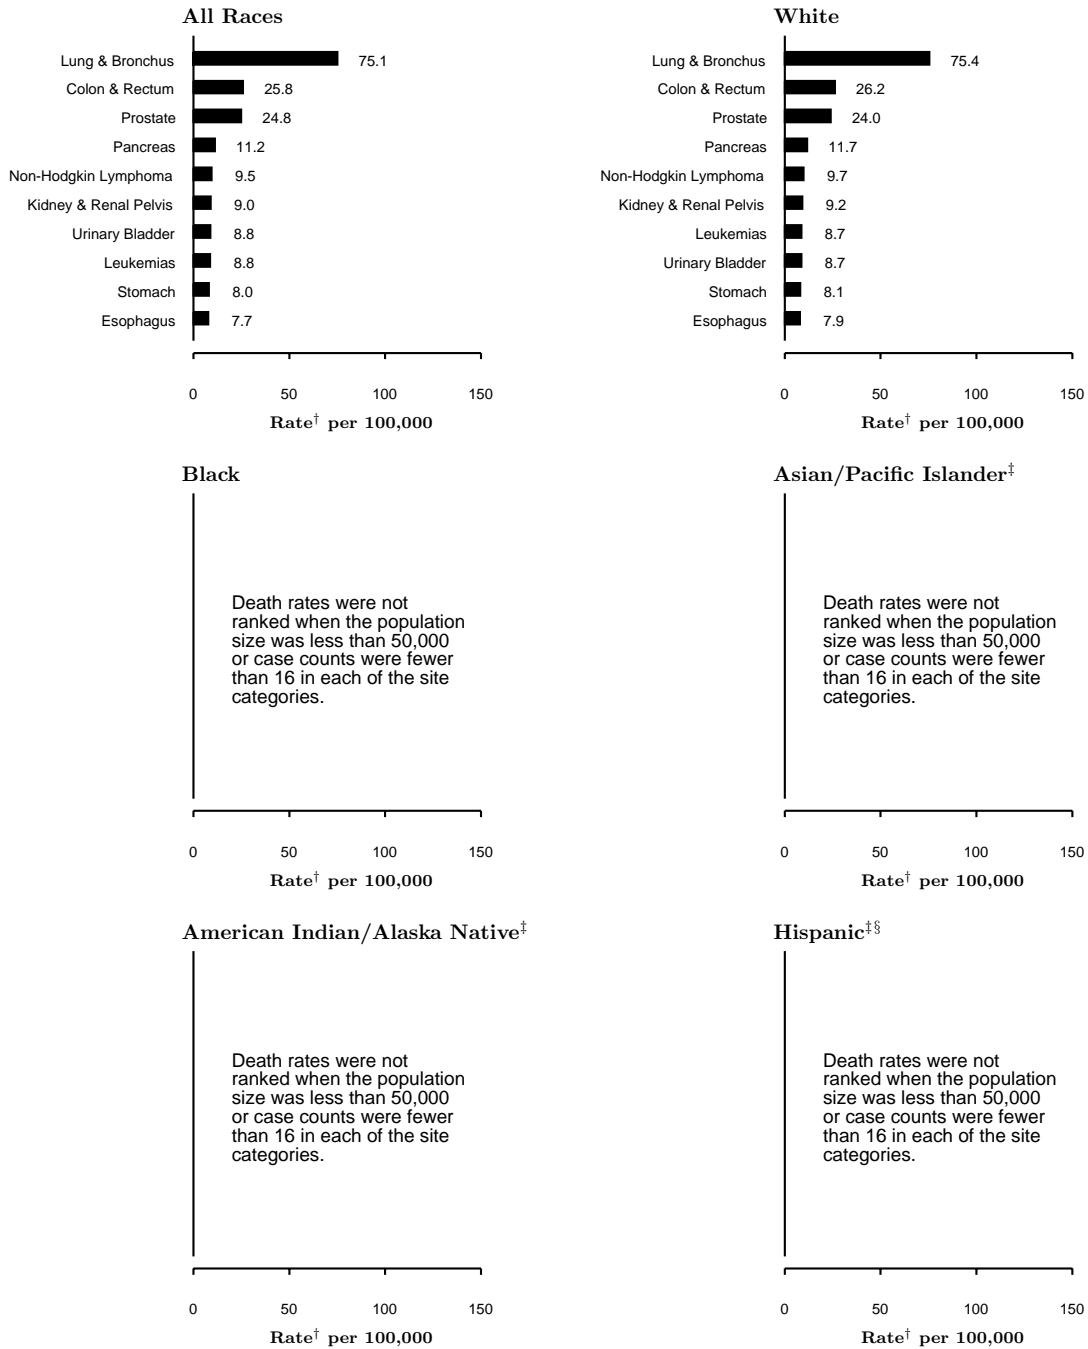 All Races
Lung & Bronchus 75.1
Colon & Rectum 25.8
Prostate 24.8
Pancreas 11.2
Non-Hodgkin Lymphoma 9.5
Kidney & Renal Pelvis 9.0
Urinary Bladder 8.8
Leukemias 8.8
Stomach 8.0
Esophagus 7.7
0 50 100 150
Rate† per 100,000
White
Lung & Bronchus 75.4
Colon & Rectum 26.2
Prostate 24.0
Pancreas 11.7
Non-Hodgkin Lymphoma 9.7
Kidney & Renal Pelvis 9.2
Leukemias 8.7
Urinary Bladder 8.7
Stomach 8.1
Esophagus 7.9
0 50 100 150
Rate† per 100,000
Black
Death rates were not
ranked when the population
size was less than 50,000
or case counts were fewer
than 16 in each of the site
categories.
0 50 100 150
Rate† per 100,000
Asian/Pacific Islander‡
Death rates were not
ranked when the population
size was less than 50,000
or case counts were fewer
than 16 in each of the site
categories.
0 50 100 150
Rate† per 100,000
American Indian/Alaska Native‡
Death rates were not
ranked when the population
size was less than 50,000
or case counts were fewer
than 16 in each of the site
categories.
0 50 100 150
Rate† per 100,000
Hispanic‡§
Death rates were not
ranked when the population
size was less than 50,000
or case counts were fewer
than 16 in each of the site
categories.
0 50 100 150
Rate† per 100,000